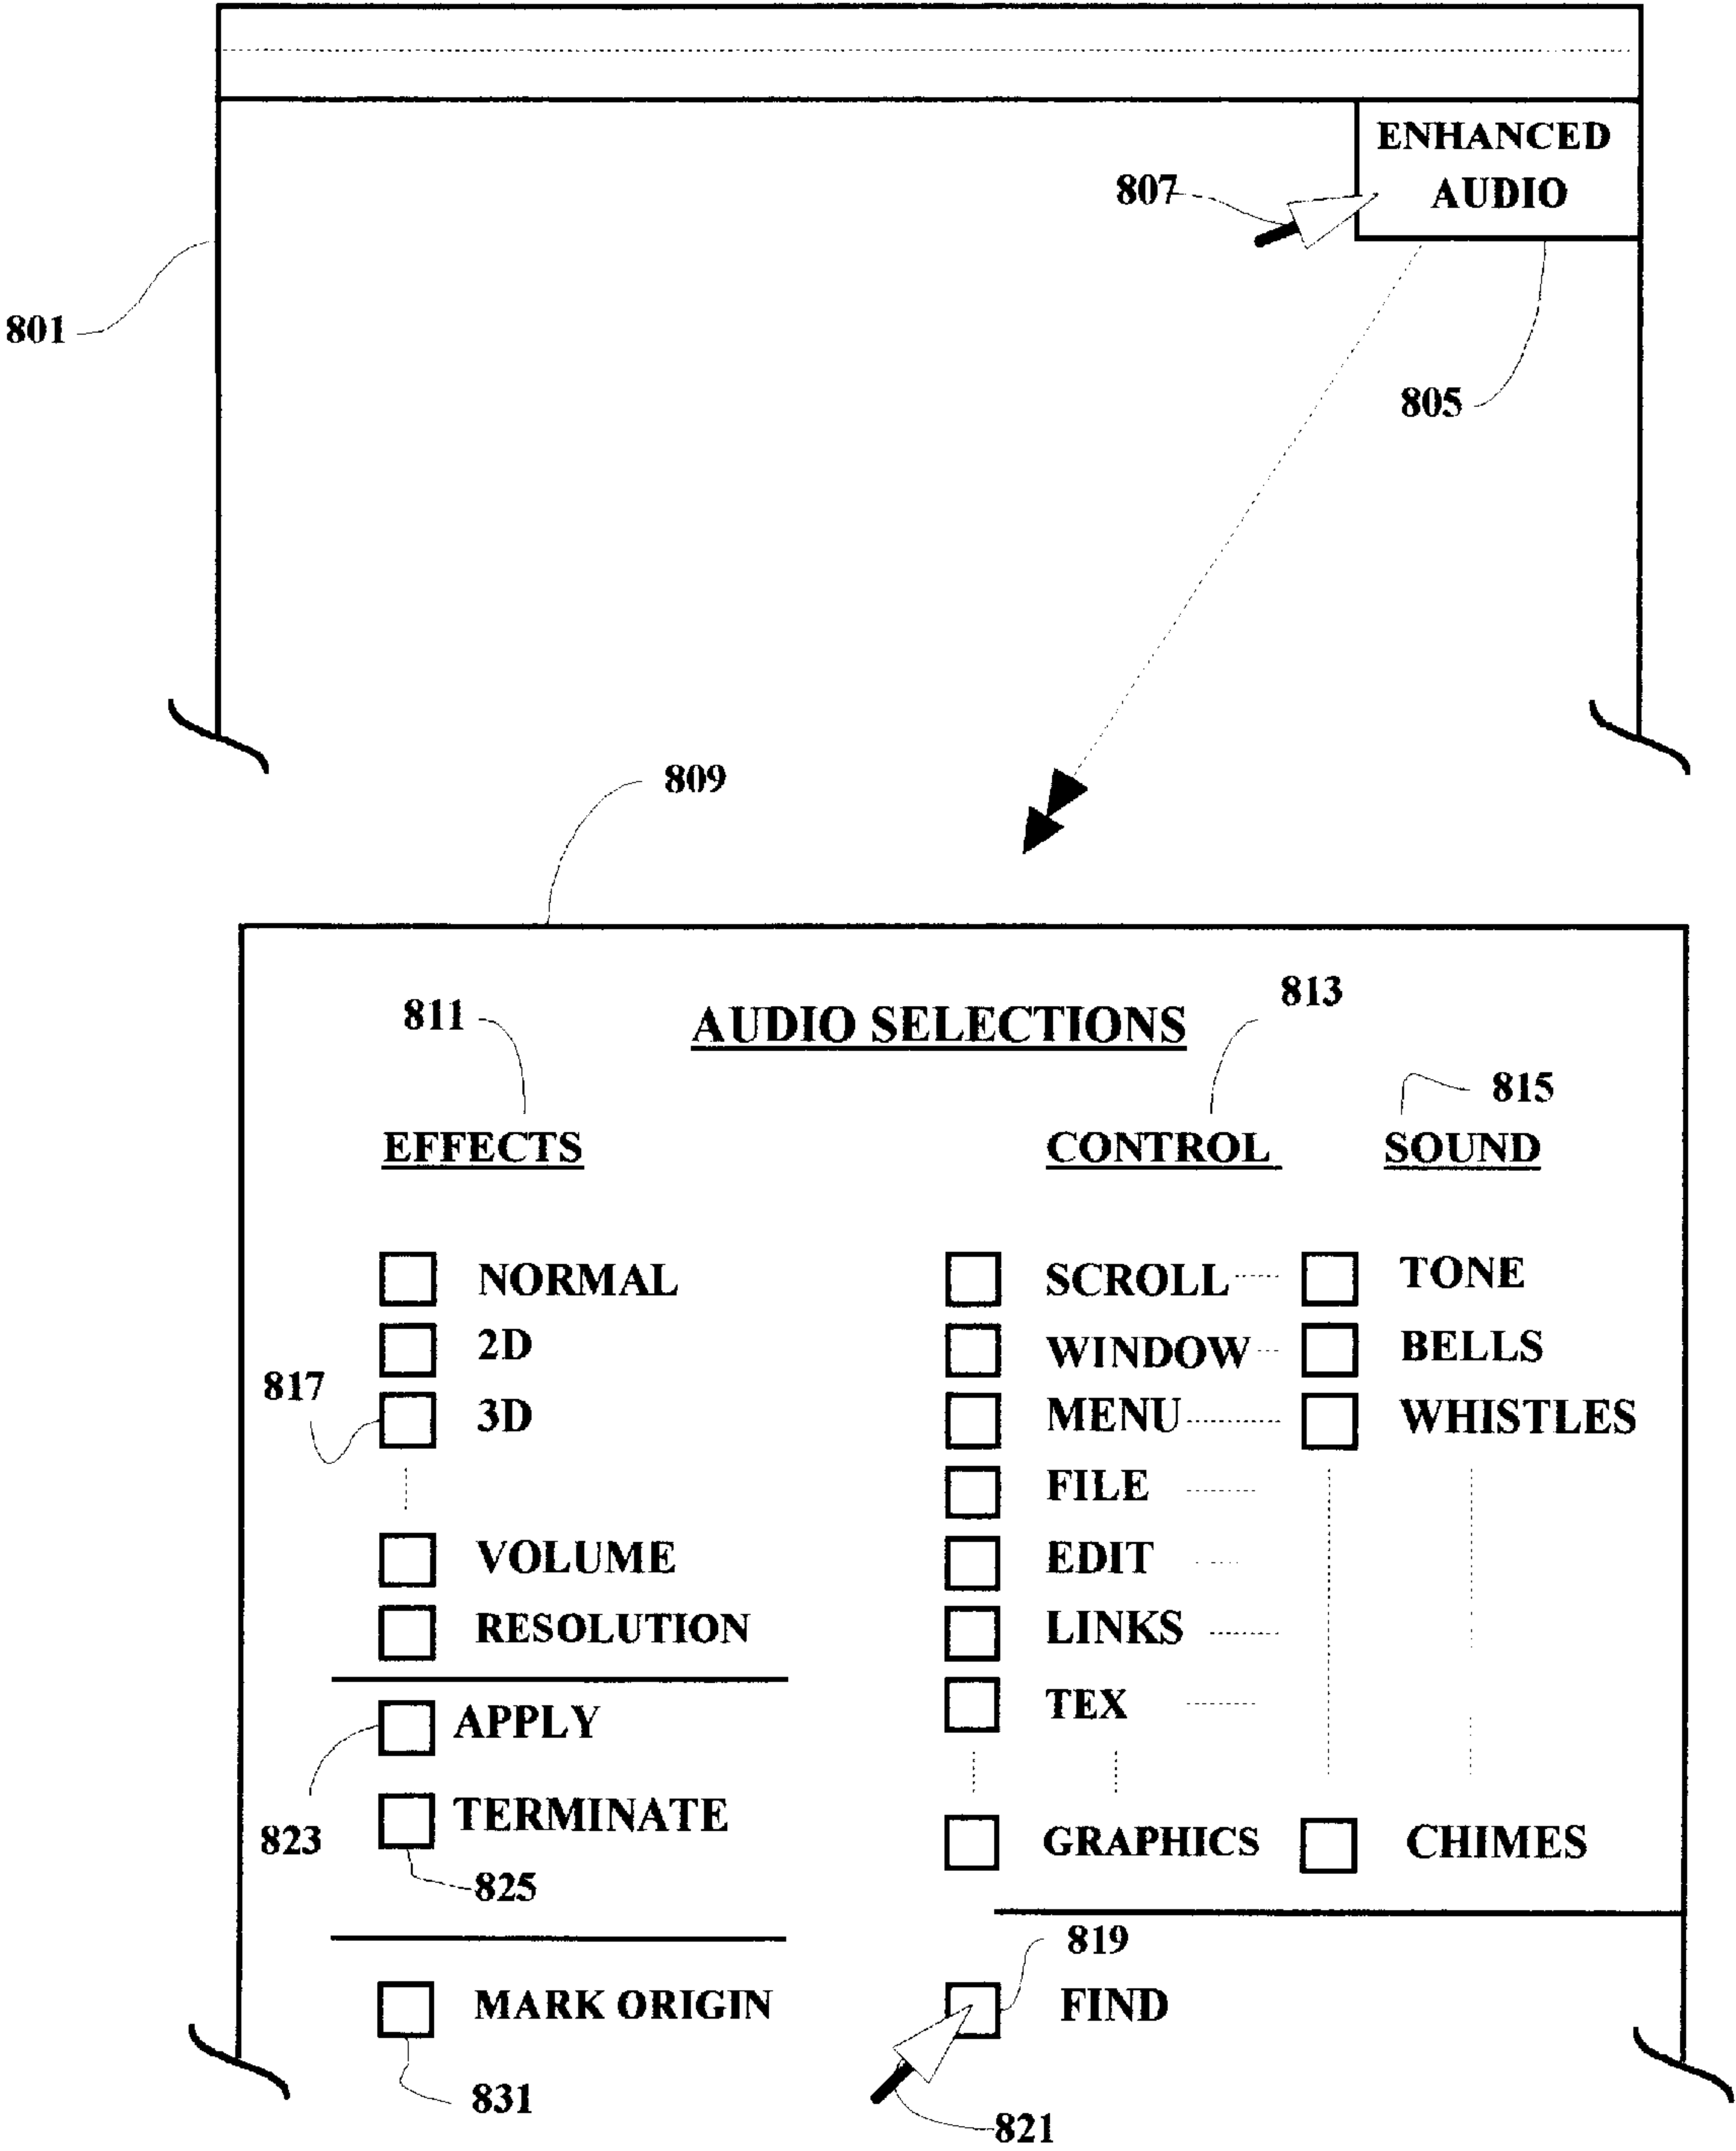 ENHANCED
807
AUDIO
801
805
809
813
811
AUDIO SELECTIONS
815
EFFECTS CONTROL SOUND
NORMAL SCROLL TONE
2D WINDOW BELLS
817
3D MENU WHISTLES
FILE
VOLUME EDIT
RESOLUTION LINKS
APPLY TEX
TERMINATE
823 GRAPHICS CHIMES
825
819
MARK ORIGIN FIND
831
821